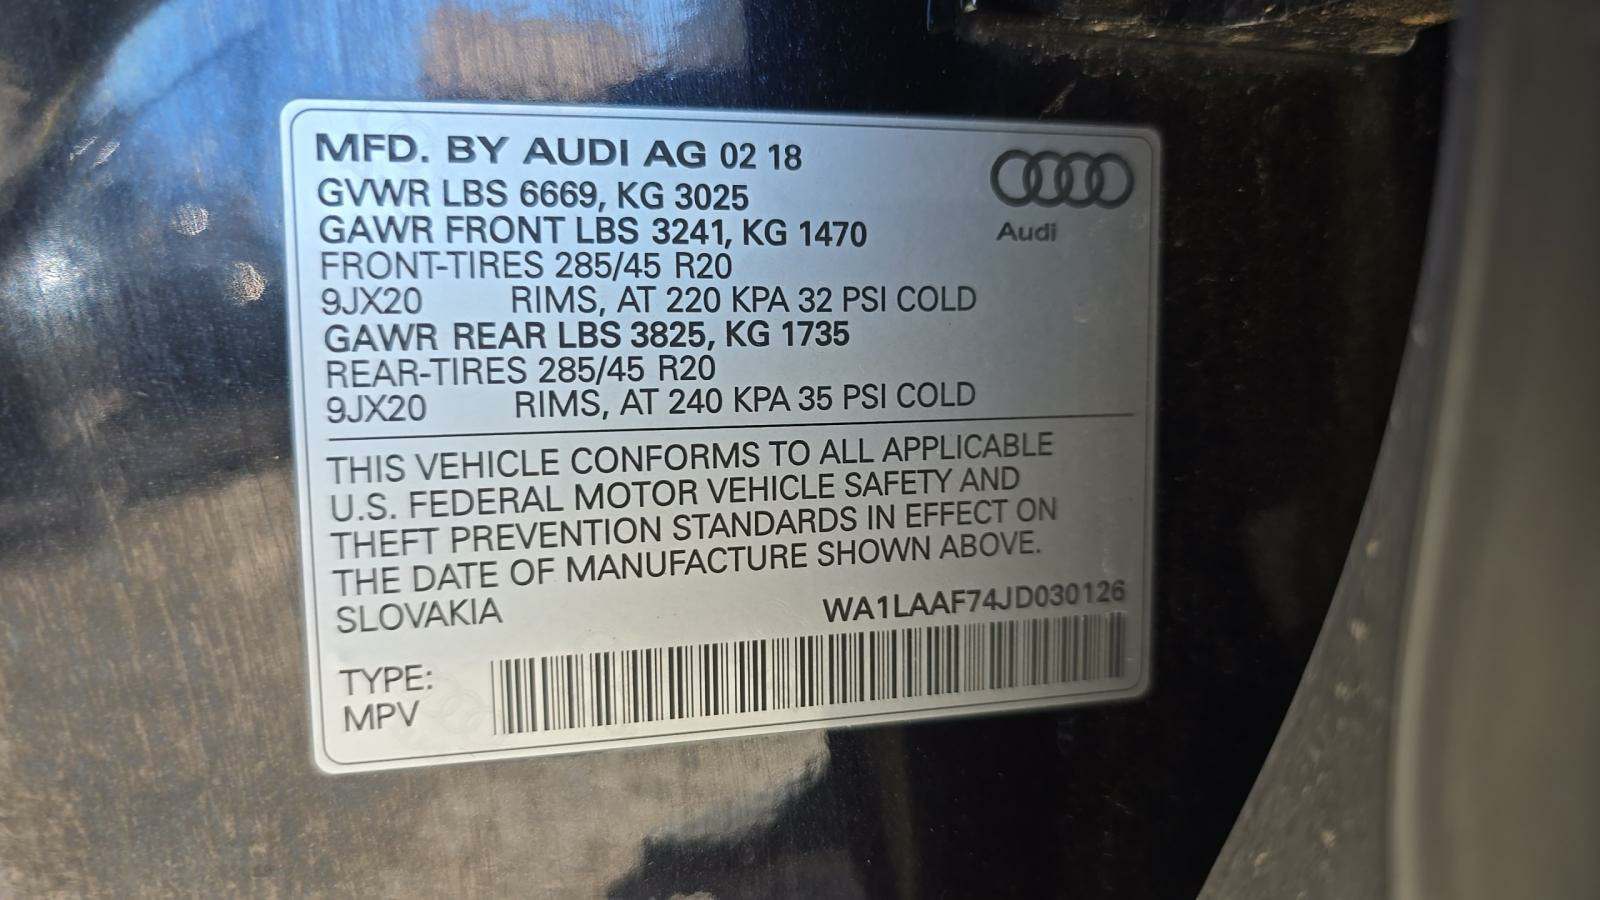 MFD. BY AUDI AG 02 18
GVWR LBS 6669, KG 3025
GAWR FRONT LBS 3241, KG 1470
FRONT-TIRES 285/45 R20
9JX20 RIMS, AT 220 KPA 32 PSI COLD
GAWR REAR LBS 3825, KG 1735
REAR-TIRES 285/45 R20
9JX20 RIMS, AT 240 KPA 35 PSI COLD
Audi
THIS VEHICLE CONFORMS TO ALL APPLICABLE
U.S. FEDERAL MOTOR VEHICLE SAFETY AND
THEFT PREVENTION STANDARDS IN EFFECT ON
THE DATE OF MANUFACTURE SHOWN ABOVE.
SLOVAKIA WA1LAAF74JD030126
TYPE:
MPV